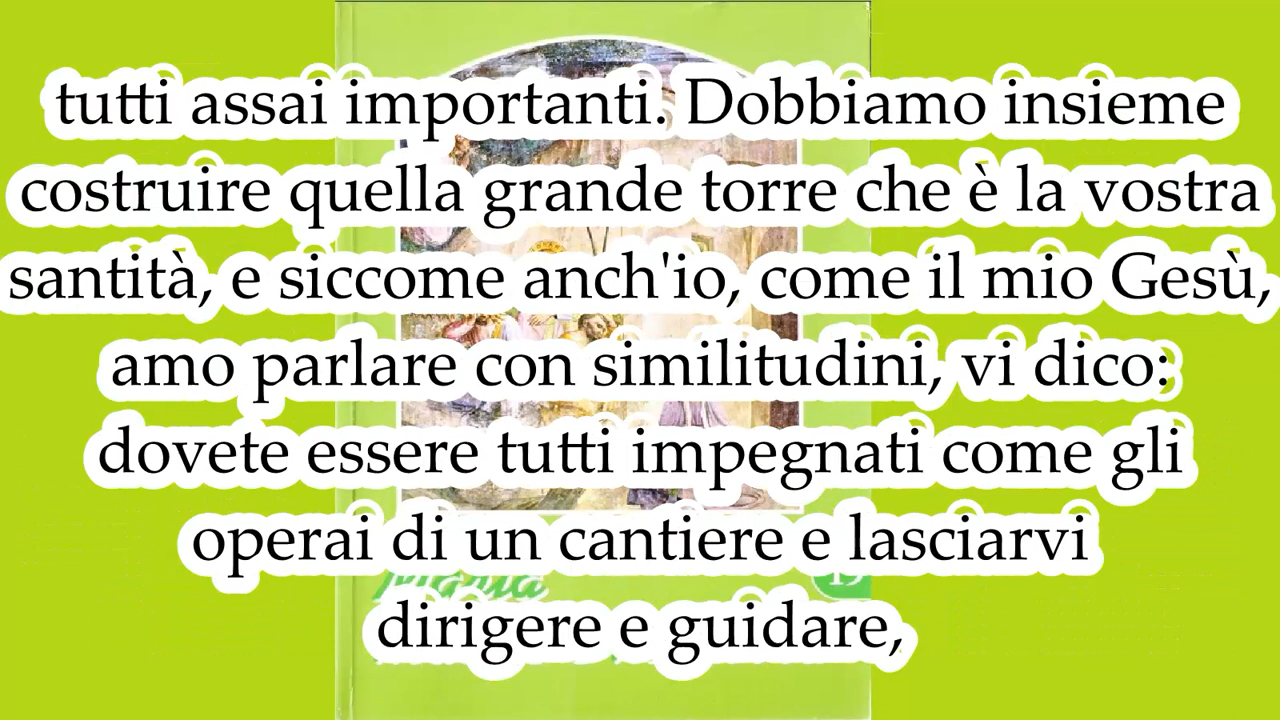 tutti assai importanti. Dobbiamo insieme
costruire quella grande torre che è la vostra
santità, e siccome anch'io, come il mio Gesù,
amo parlare con similitudini, vi dico:
dovete essere tutti impegnati come gli
operai di un cantiere e lasciarvi
dirigere e guidare,
Maria